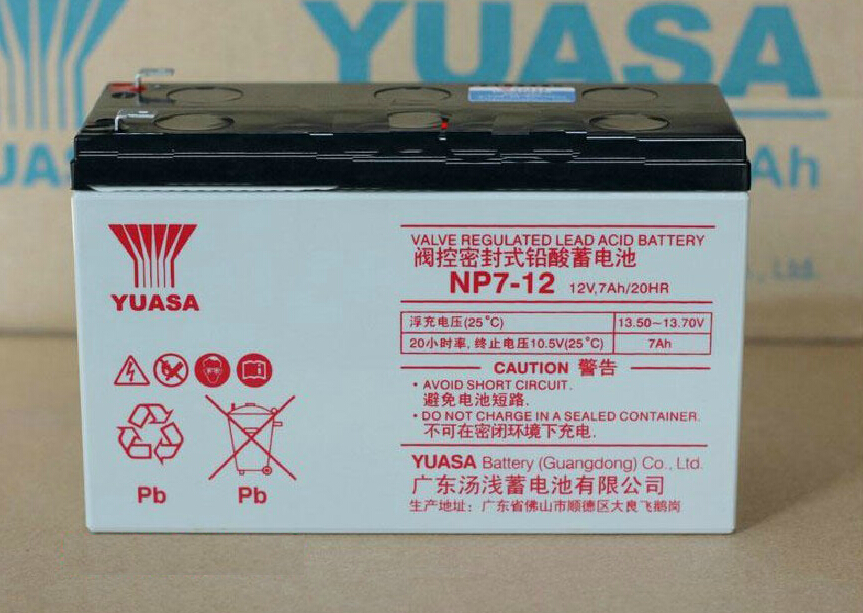 YUASA
Ah
, Ltd.
YUASA
VALVE REGULATED LEAD ACID BATTERY
阀控密封式铅酸蓄电池
NP7-12 12V,7Ah/20HR
浮充电压(25°C) 13.50~13.70V
20小时率, 终止电压10.5V(25°C) 7Ah
CAUTION 警告
• AVOID SHORT CIRCUIT.
避免电池短路.
• DO NOT CHARGE IN A SEALED CONTAINER.
不可在密闭环境下充电.
Pb Pb
YUASA Battery (Guangdong) Co., Ltd.
广东汤浅蓄电池有限公司
生产地址: 广东省佛山市顺德区大良飞鹅岗